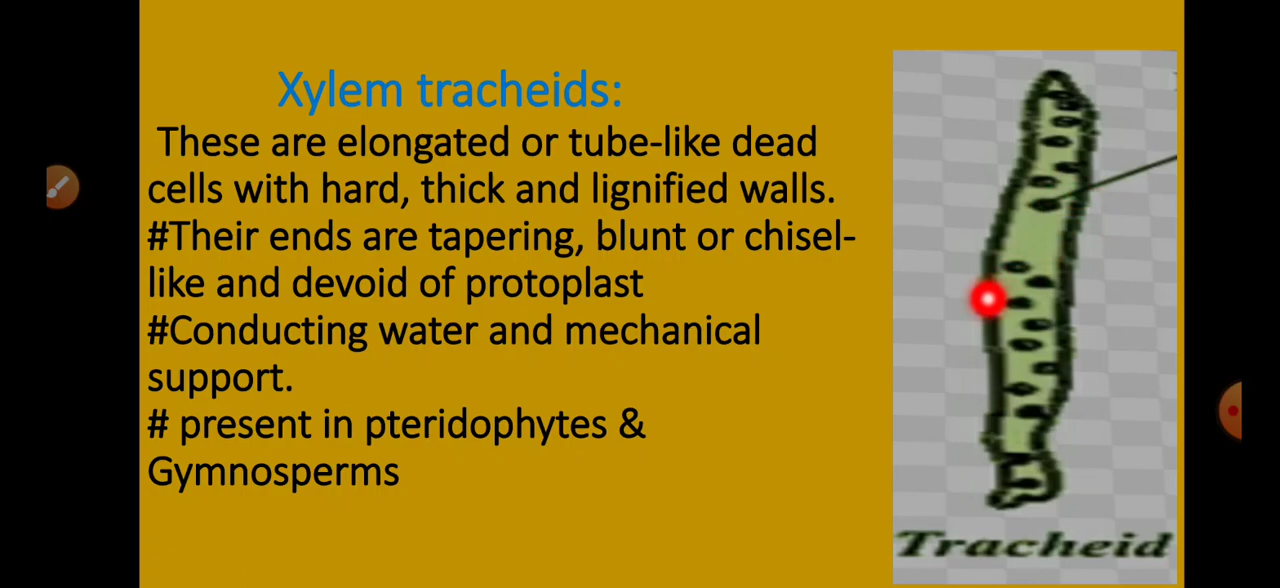 Xylem tracheids:
These are elongated or tube-like dead
cells with hard, thick and lignified walls.
#Their ends are tapering, blunt or chisel-
like and devoid of protoplast
#Conducting water and mechanical
support.
# present in pteridophytes &
Gymnosperms
Tracheid